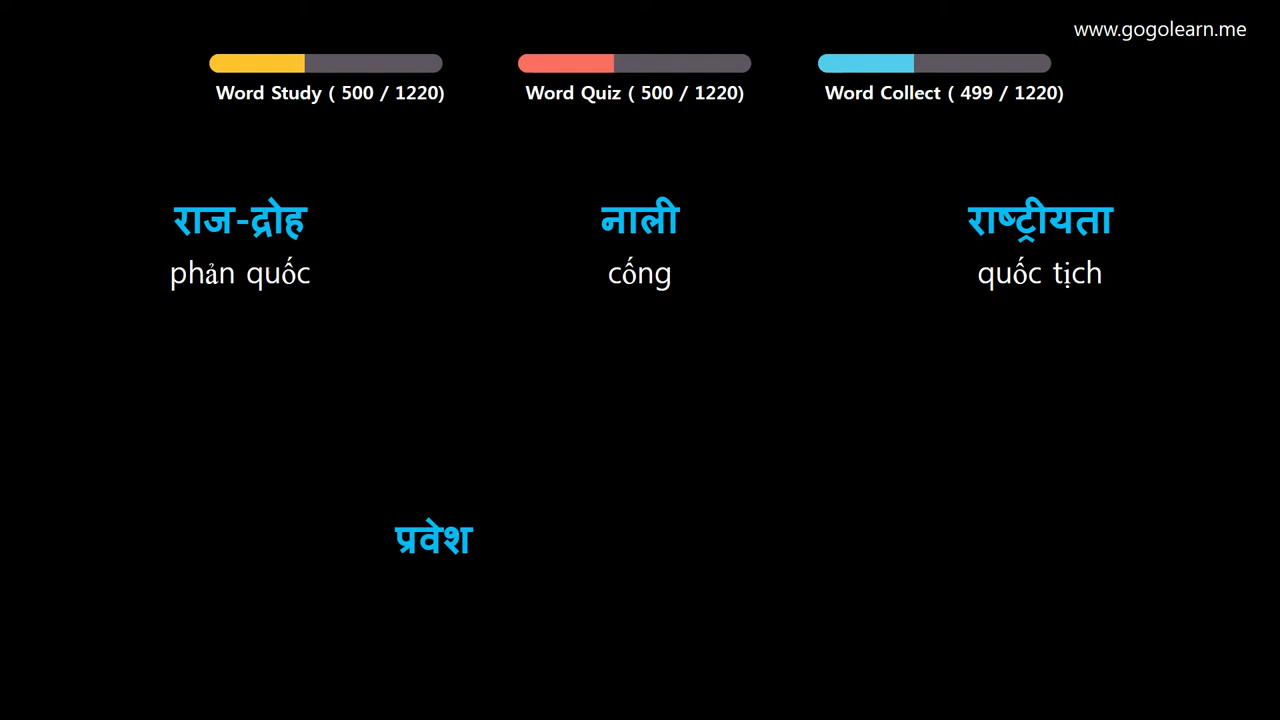 www.gogolearn.me
Word Study ( 500 / 1220)
Word Quiz ( 500 / 1220)
Word Collect ( 499 / 1220)
राज-द्रोह
नाली
राष्ट्रीयता
phản quốc
cống
quốc tịch
प्रवेश